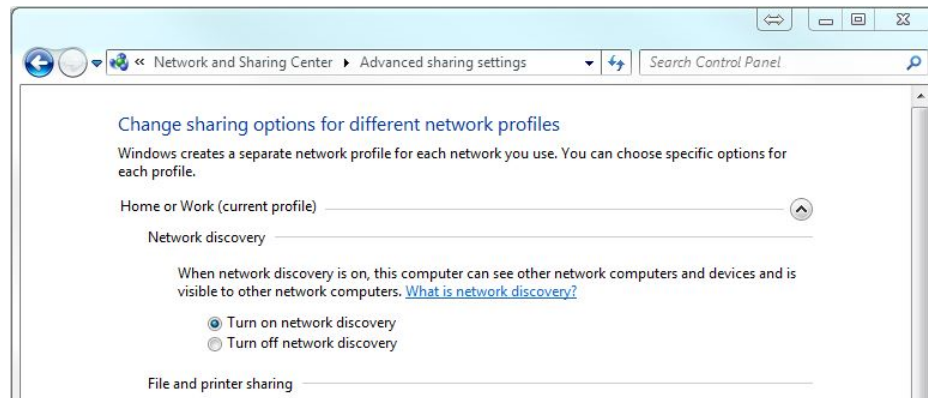 « Network and Sharing Center ▸ Advanced sharing settings
Search Control Panel
Change sharing options for different network profiles
Windows creates a separate network profile for each network you use. You can choose specific options for
each profile.
Home or Work (current profile)
Network discovery
When network discovery is on, this computer can see other network computers and devices and is
visible to other network computers. What is network discovery?
Turn on network discovery
Turn off network discovery
File and printer sharing